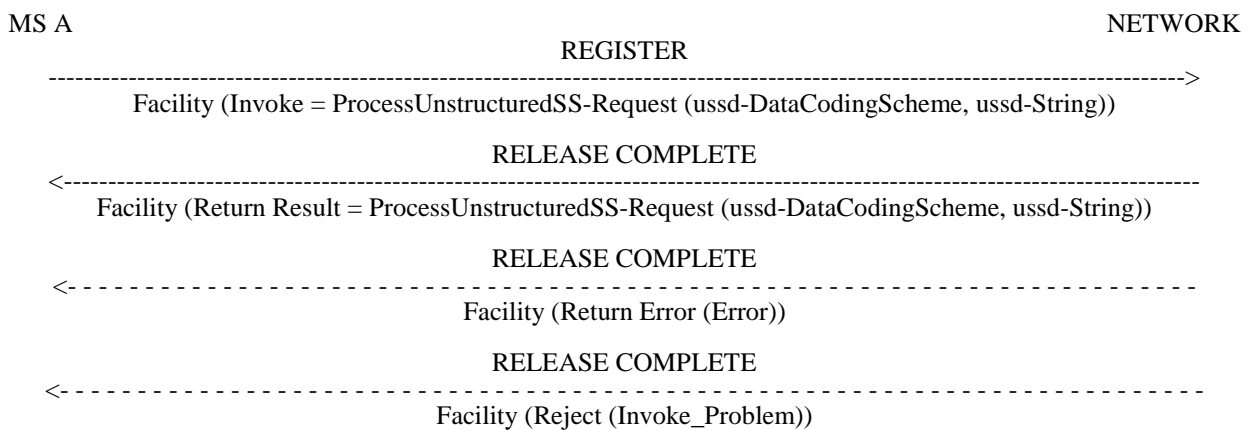 MS A NETWORK
REGISTER
Facility (Invoke = ProcessUnstructuredSS-Request (ussd-DataCodingScheme, ussd-String))
RELEASE COMPLETE
Facility (Return Result = ProcessUnstructuredSS-Request (ussd-DataCodingScheme, ussd-String))
RELEASE COMPLETE
Facility (Return Error (Error))
RELEASE COMPLETE
Facility (Reject (Invoke_Problem))